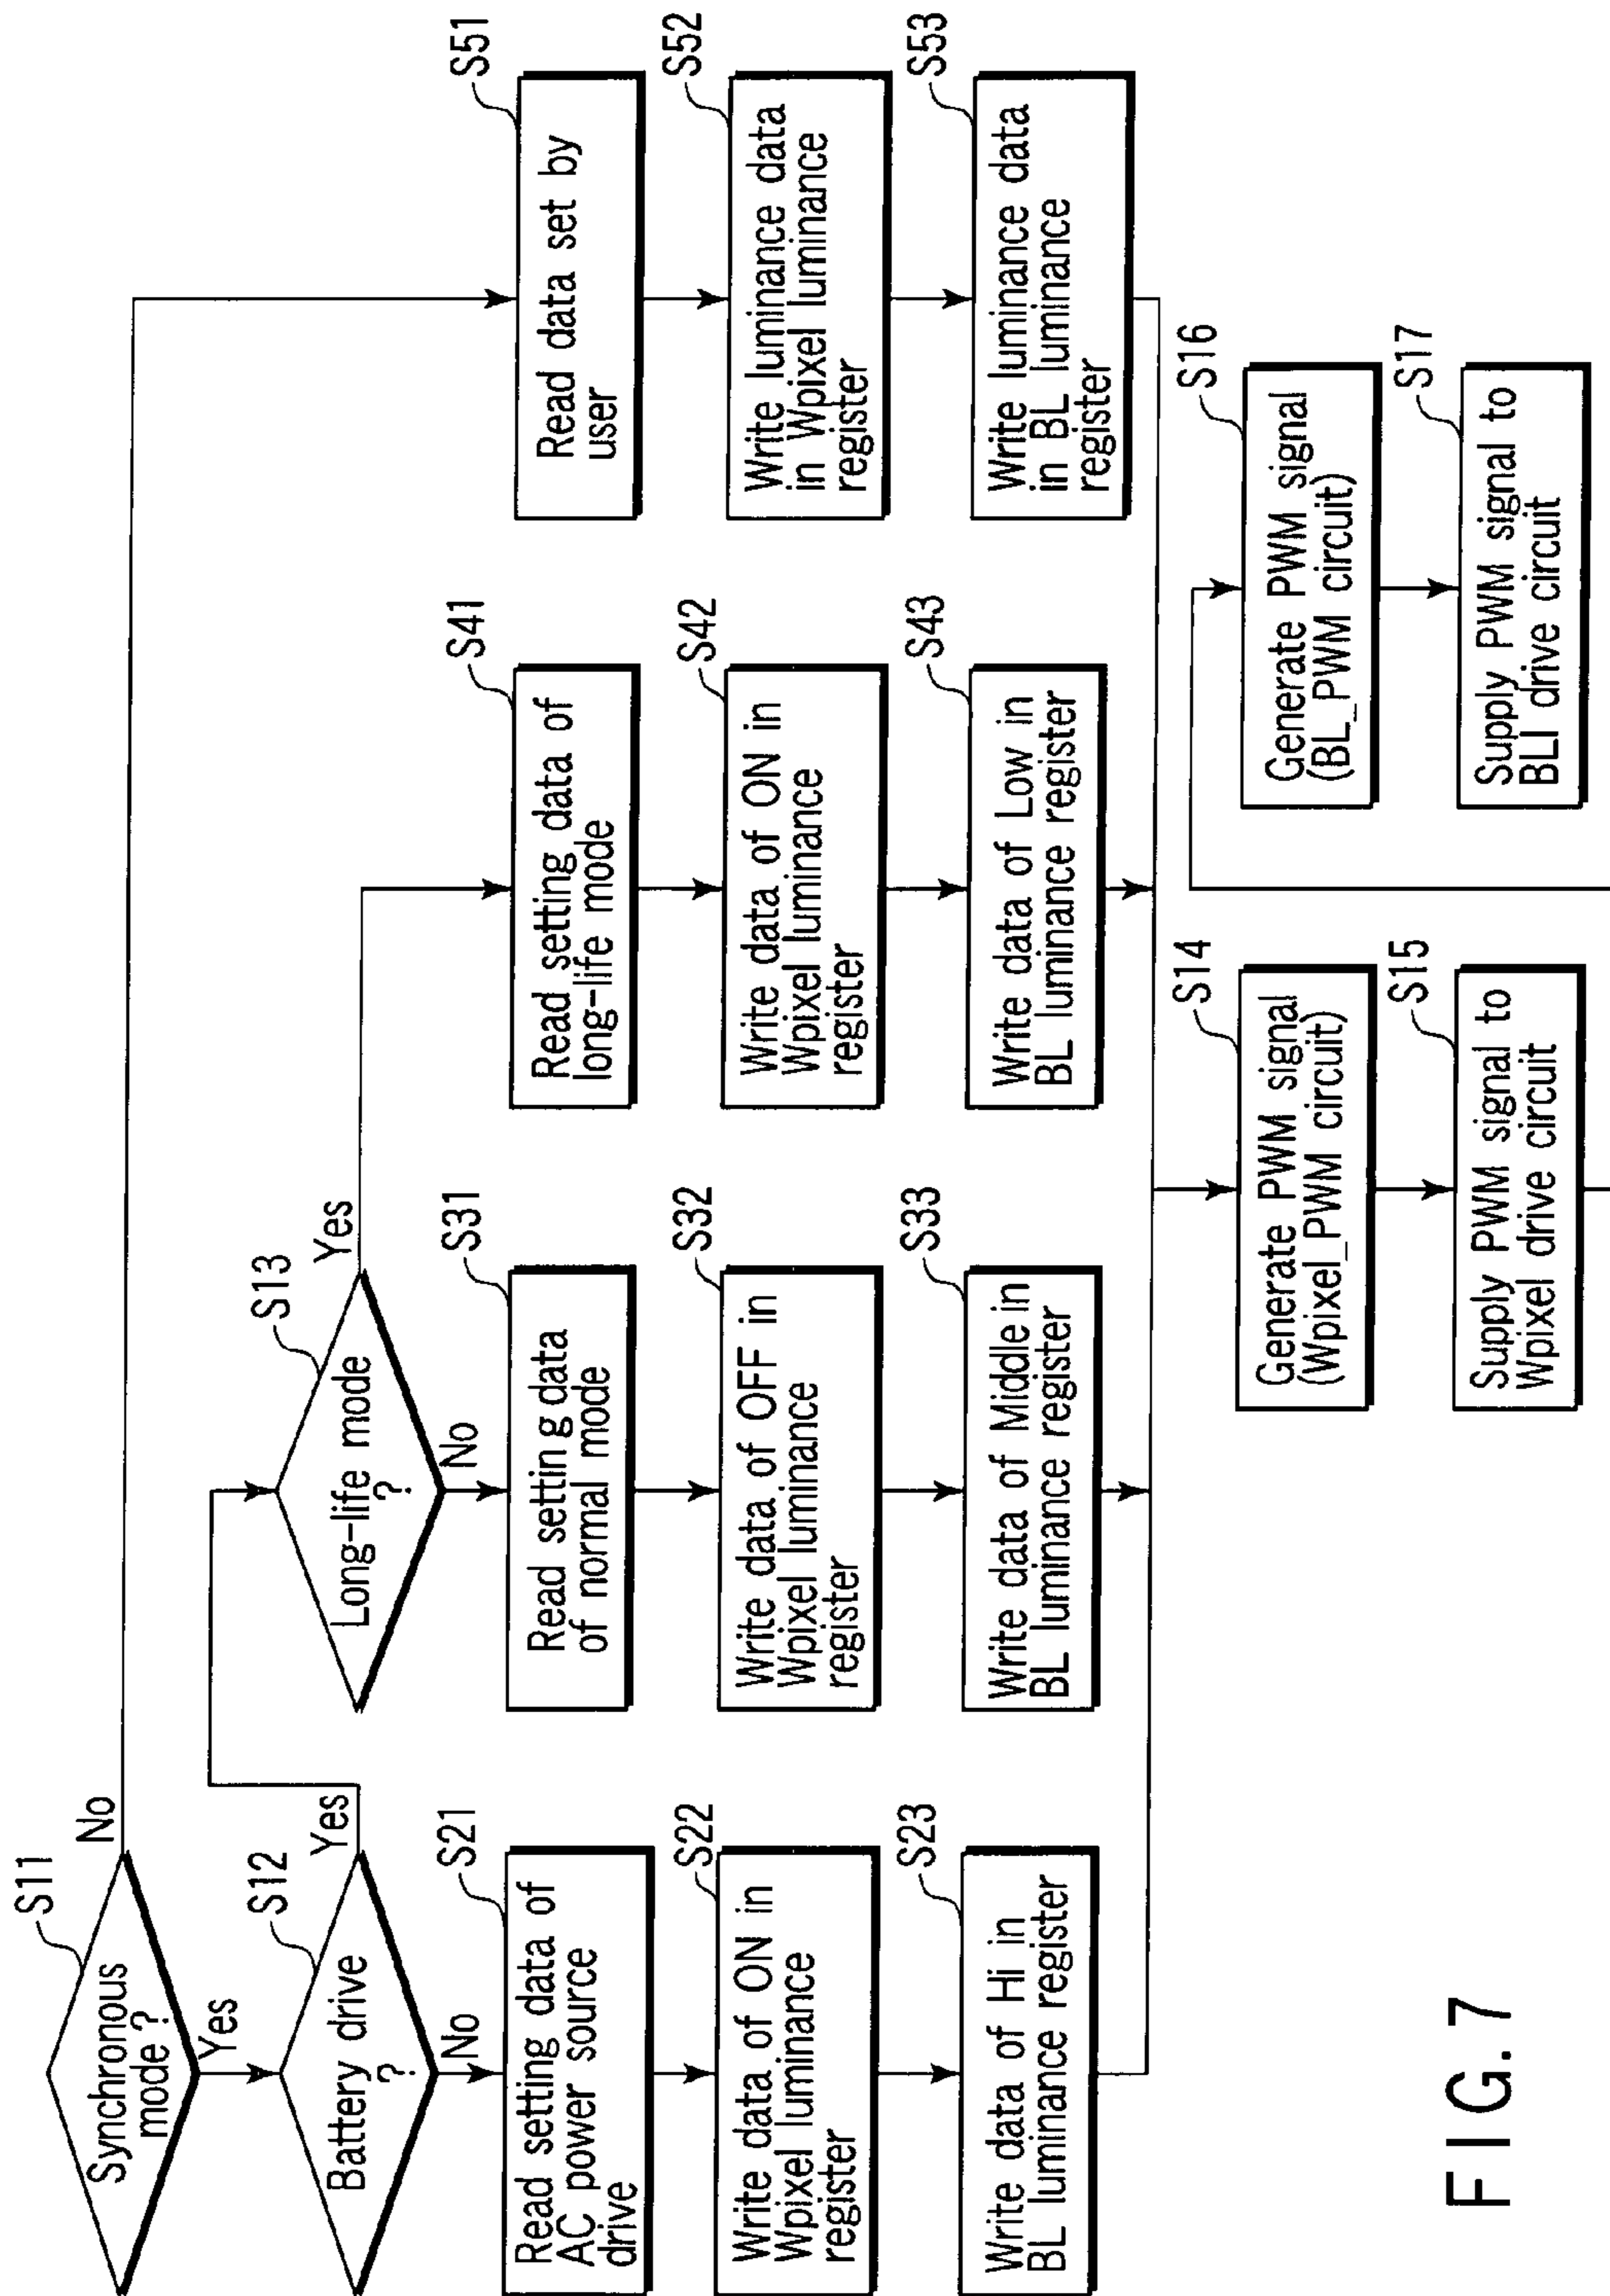 S11
Synchronous
mode ?
No
Yes
S12
Battery drive
?
Yes
No
S13
Long-life mode
?
Yes
No
S21
Read setting data of
AC power source
drive
S22
Write data of ON in
Wpixel luminance
register
S23
Write data of Hi in
BL luminance register
S31
Read setting data
of normal mode
S32
Write data of OFF in
Wpixel luminance
register
S33
Write data of Middle in
BL luminance register
S41
Read setting data of
long-life mode
S42
Write data of ON in
Wpixel luminance
register
S43
Write data of Low in
BL luminance register
S51
Read data set by
user
S52
Write luminance data
in Wpixel luminance
register
S53
Write luminance data
in BL luminance
register
S14
Generate PWM signal
(Wpixel_PWM circuit)
S15
Supply PWM signal to
Wpixel drive circuit
S16
Generate PWM signal
(BL_PWM circuit)
S17
Supply PWM signal to
BLI drive circuit
FIG. 7